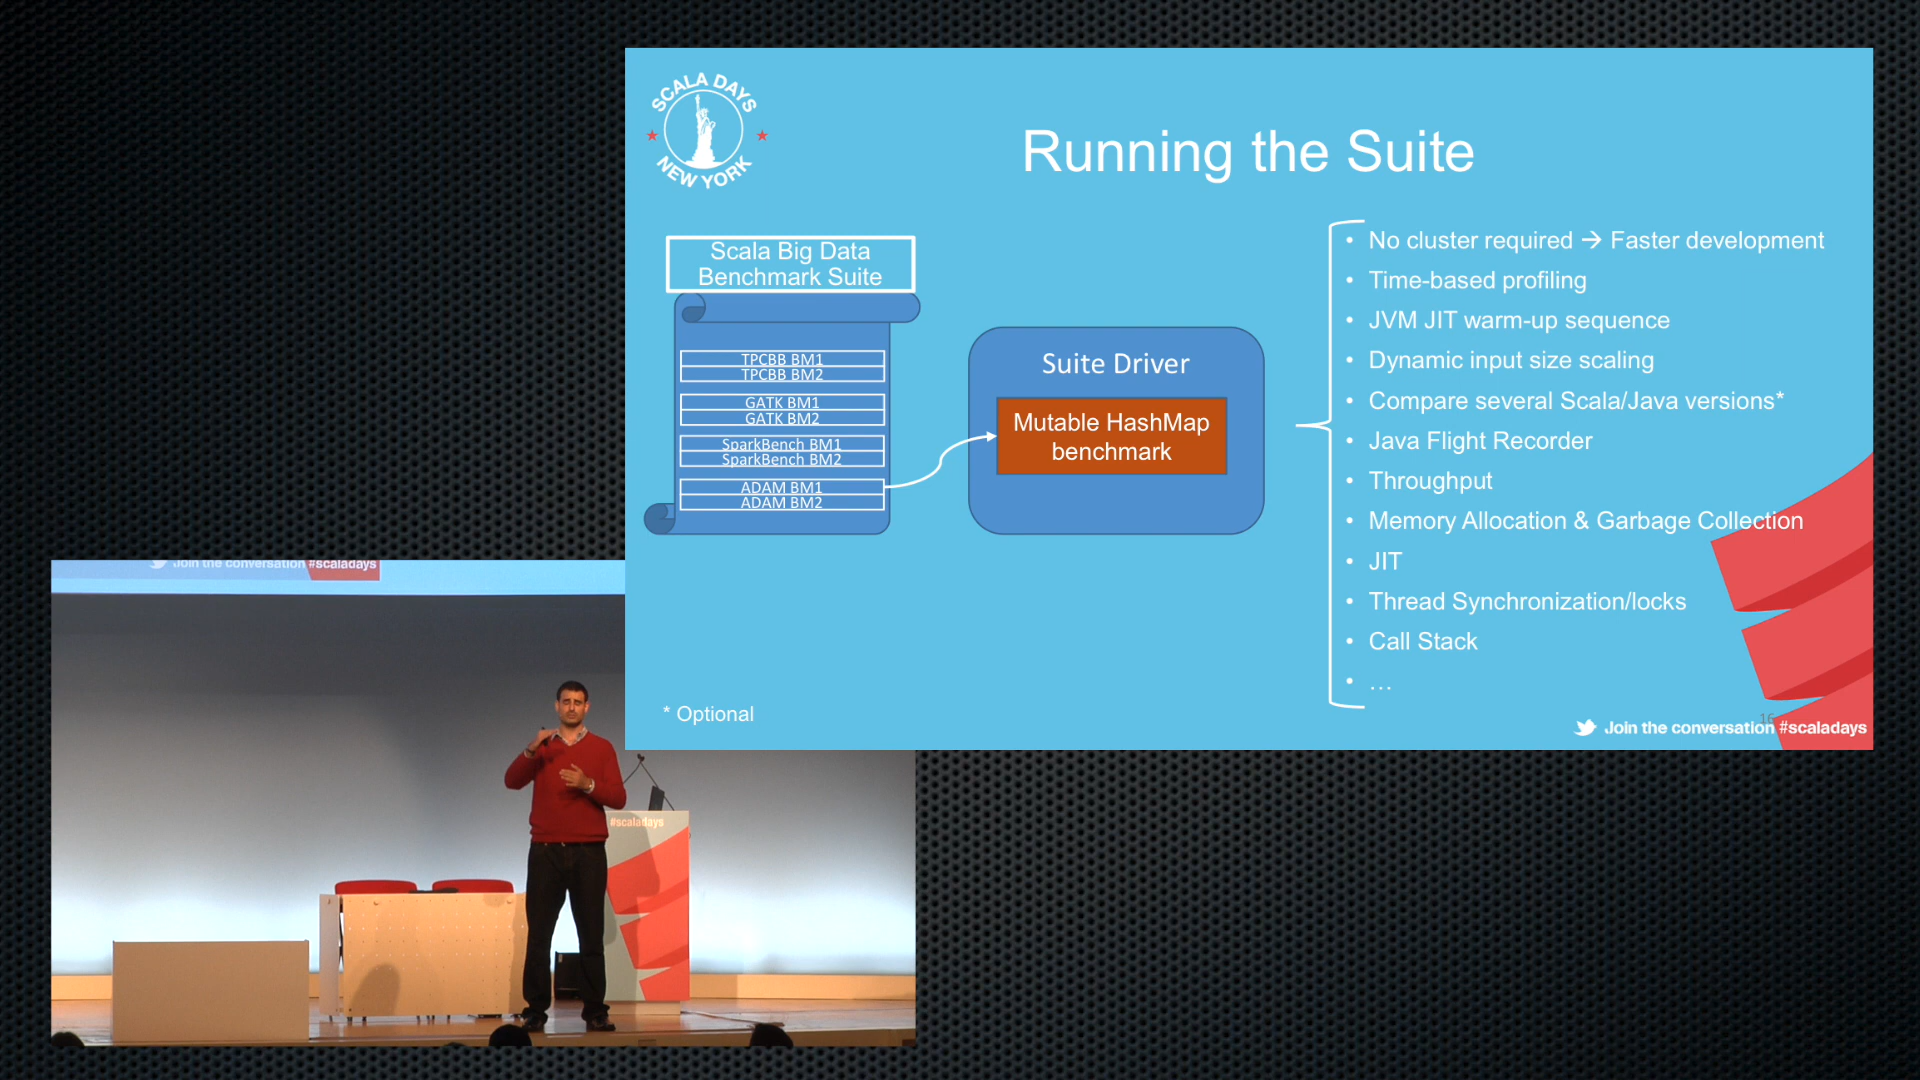 SCALA DAYS
NEW YORK
Running the Suite
Scala Big Data
Benchmark Suite
TPCBB BM1
TPCBB BM2
GATK BM1
GATK BM2
SparkBench BM1
SparkBench BM2
ADAM BM1
ADAM BM2
Suite Driver
Mutable HashMap
benchmark
• No cluster required → Faster development
• Time-based profiling
• JVM JIT warm-up sequence
• Dynamic input size scaling
• Compare several Scala/Java versions*
• Java Flight Recorder
• Throughput
• Memory Allocation & Garbage Collection
• JIT
• Thread Synchronization/locks
• Call Stack
• …
* Optional
16
Join the conversation #scaladays
Join the conversation #scaladays
#scaladays